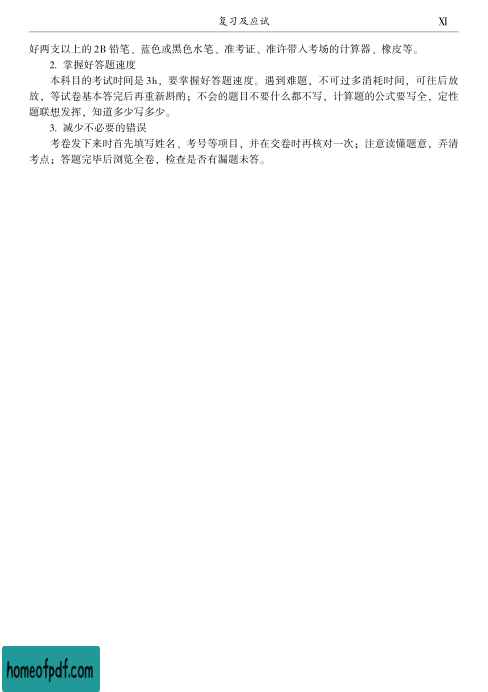 复习及应试 Ⅺ
好两支以上的 2B 铅笔、蓝色或黑色水笔、准考证、准许带入考场的计算器、橡皮等。
2. 掌握好答题速度
本科目的考试时间是 3h，要掌握好答题速度。遇到难题，不可过多消耗时间，可往后放
放，等试卷基本答完后再重新斟酌；不会的题目不要什么都不写，计算题的公式要写全，定性
题联想发挥，知道多少写多少。
3. 减少不必要的错误
考卷发下来时首先填写姓名、考号等项目，并在交卷时再核对一次；注意读懂题意，弄清
考点；答题完毕后浏览全卷，检查是否有漏题未答。
homeofpdf.com